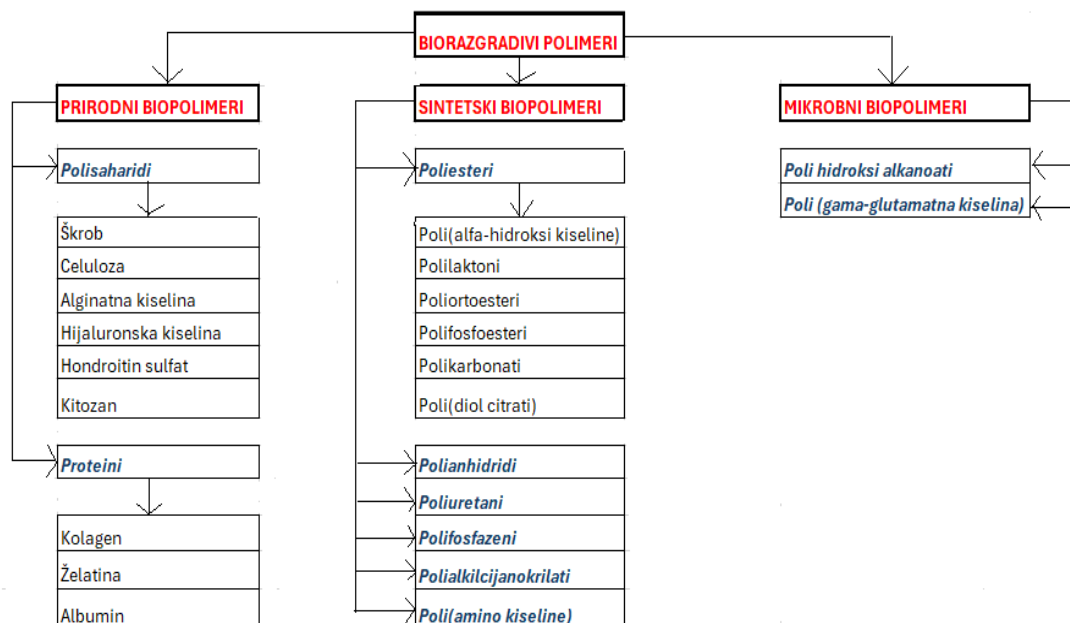 BIORAZGRADIVI POLIMERI
PRIRODNI BIOPOLIMERI
Polisaharidi
Škrob
Celuloza
Alginatna kiselina
Hijaluronska kiselina
Hondroitin sulfat
Kitozan
Proteini
Kolagen
Želatina
Albumin
SINTETSKI BIOPOLIMERI
Poliesteri
Poli(alfa-hidroksi kiseline)
Polilaktoni
Poliortoesteri
Polifosfoesteri
Polikarbonati
Poli(diol citrati)
Polianhidridi
Poliuretani
Polifosfazeni
Polialkilcijanokrilati
Poli(amino kiseline)
MIKROBNI BIOPOLIMERI
Poli hidroksi alkanoati
Poli (gama-glutamatna kiselina)